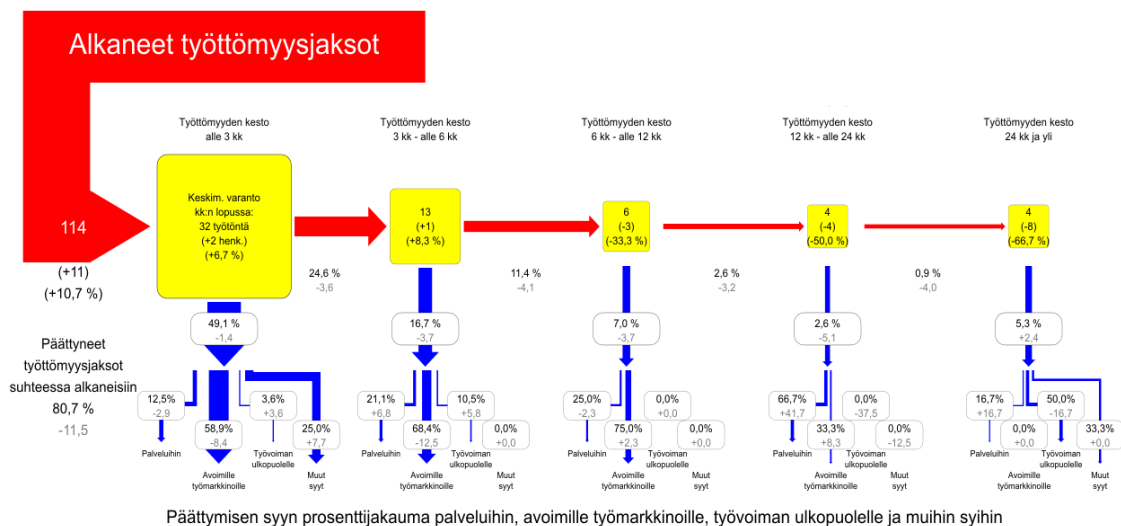 Alkaneet työttömyysjaksot
Työttömyyden kesto
alle 3 kk
Työttömyyden kesto
3 kk - alle 6 kk
Työttömyyden kesto
6 kk - alle 12 kk
Työttömyyden kesto
12 kk - alle 24 kk
Työttömyyden kesto
24 kk ja yli
114
(+11)
(+10,7 %)
Keskim. varanto
kk:n lopussa:
32 työtöntä
(+2 henk.)
(+6,7 %)
13
(+1)
(+8,3 %)
6
(-3)
(-33,3 %)
4
(-4)
(-50,0 %)
4
(-8)
(-66,7 %)
24,6 %
-3,6
11,4 %
-4,1
2,6 %
-3,2
0,9 %
-4,0
Päättyneet
työttömyysjaksot
suhteessa alkaneisiin
80,7 %
-11,5
49,1 %
-1,4
16,7 %
-3,7
7,0 %
-3,7
2,6 %
-5,1
5,3 %
+2,4
12,5%
-2,9
58,9%
-8,4
3,6%
+3,6
25,0%
+7,7
Palveluihin
Avoimille
työmarkkinoille
Työvoiman
ulkopuolelle
Muut
syyt
21,1%
+6,8
68,4%
-12,5
10,5%
+5,8
0,0%
+0,0
Palveluihin
Avoimille
työmarkkinoille
Työvoiman
ulkopuolelle
Muut
syyt
25,0%
-2,3
75,0%
+2,3
0,0%
+0,0
0,0%
+0,0
Palveluihin
Avoimille
työmarkkinoille
Työvoiman
ulkopuolelle
Muut
syyt
66,7%
+41,7
33,3%
+8,3
0,0%
-37,5
0,0%
-12,5
Palveluihin
Avoimille
työmarkkinoille
Työvoiman
ulkopuolelle
Muut
syyt
16,7%
+16,7
0,0%
+0,0
50,0%
-16,7
33,3%
+0,0
Palveluihin
Avoimille
työmarkkinoille
Työvoiman
ulkopuolelle
Muut
syyt
Päättymisen syyn prosenttijakauma palveluihin, avoimille työmarkkinoille, työvoiman ulkopuolelle ja muihin syihin